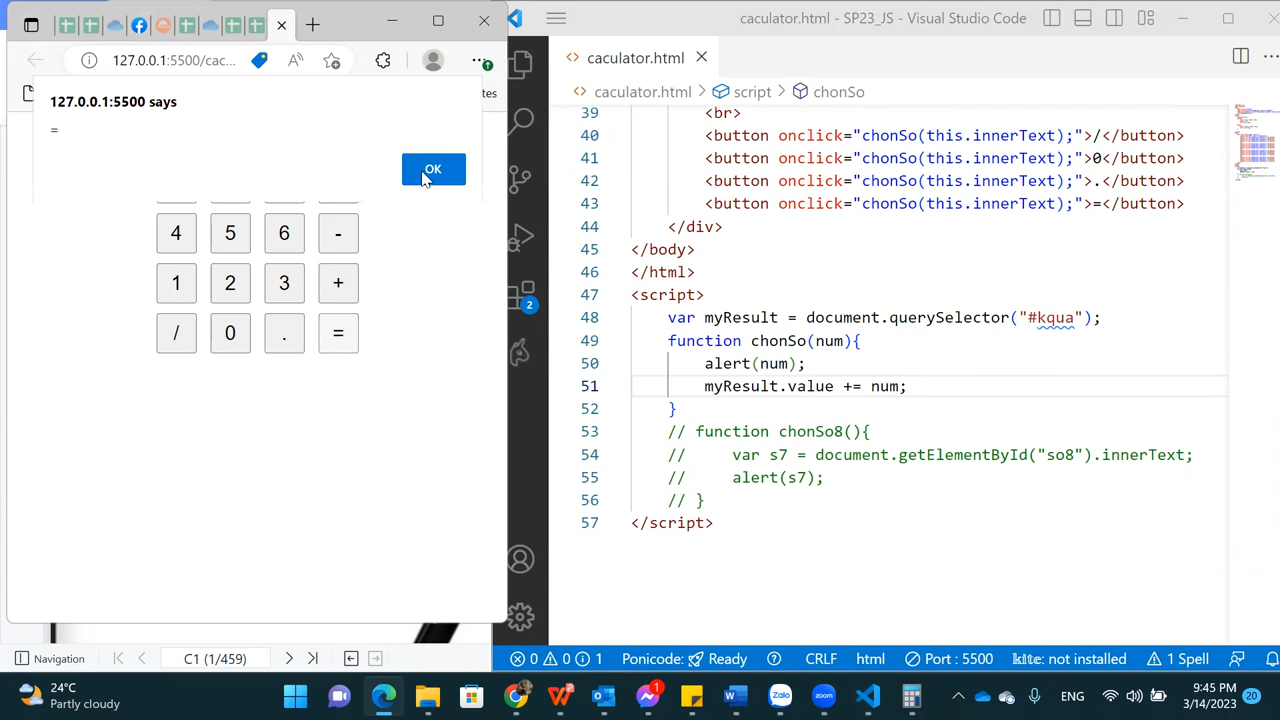 caculator.html - SP23_JS - Visual Studio Code
127.0.0.1:5500/cac...
127.0.0.1:5500 says
=
OK
4 5 6 -
1 2 3 +
/ 0 . =
tes
Navigation
C1 (1/459)
caculator.html
caculator.html > script > chonSo
39 <br>
40 <button onclick="chonSo(this.innerText);">/</button>
41 <button onclick="chonSo(this.innerText);">0</button>
42 <button onclick="chonSo(this.innerText);">.</button>
43 <button onclick="chonSo(this.innerText);">=</button>
44 </div>
45 </body>
46 </html>
47 <script>
48 var myResult = document.querySelector("#kqua");
49 function chonSo(num){
50 alert(num);
51 myResult.value += num;
52 }
53 // function chonSo8(){
54 // var s7 = document.getElementById("so8").innerText;
55 // alert(s7);
56 // }
57 </script>
2
0 0 1 Ponicode: Ready CRLF html Port : 5500 kite: not installed 1 Spell
24°C
Partly cloudy
1
Zalo
zoom
ENG
9:45 PM
3/14/2023
20